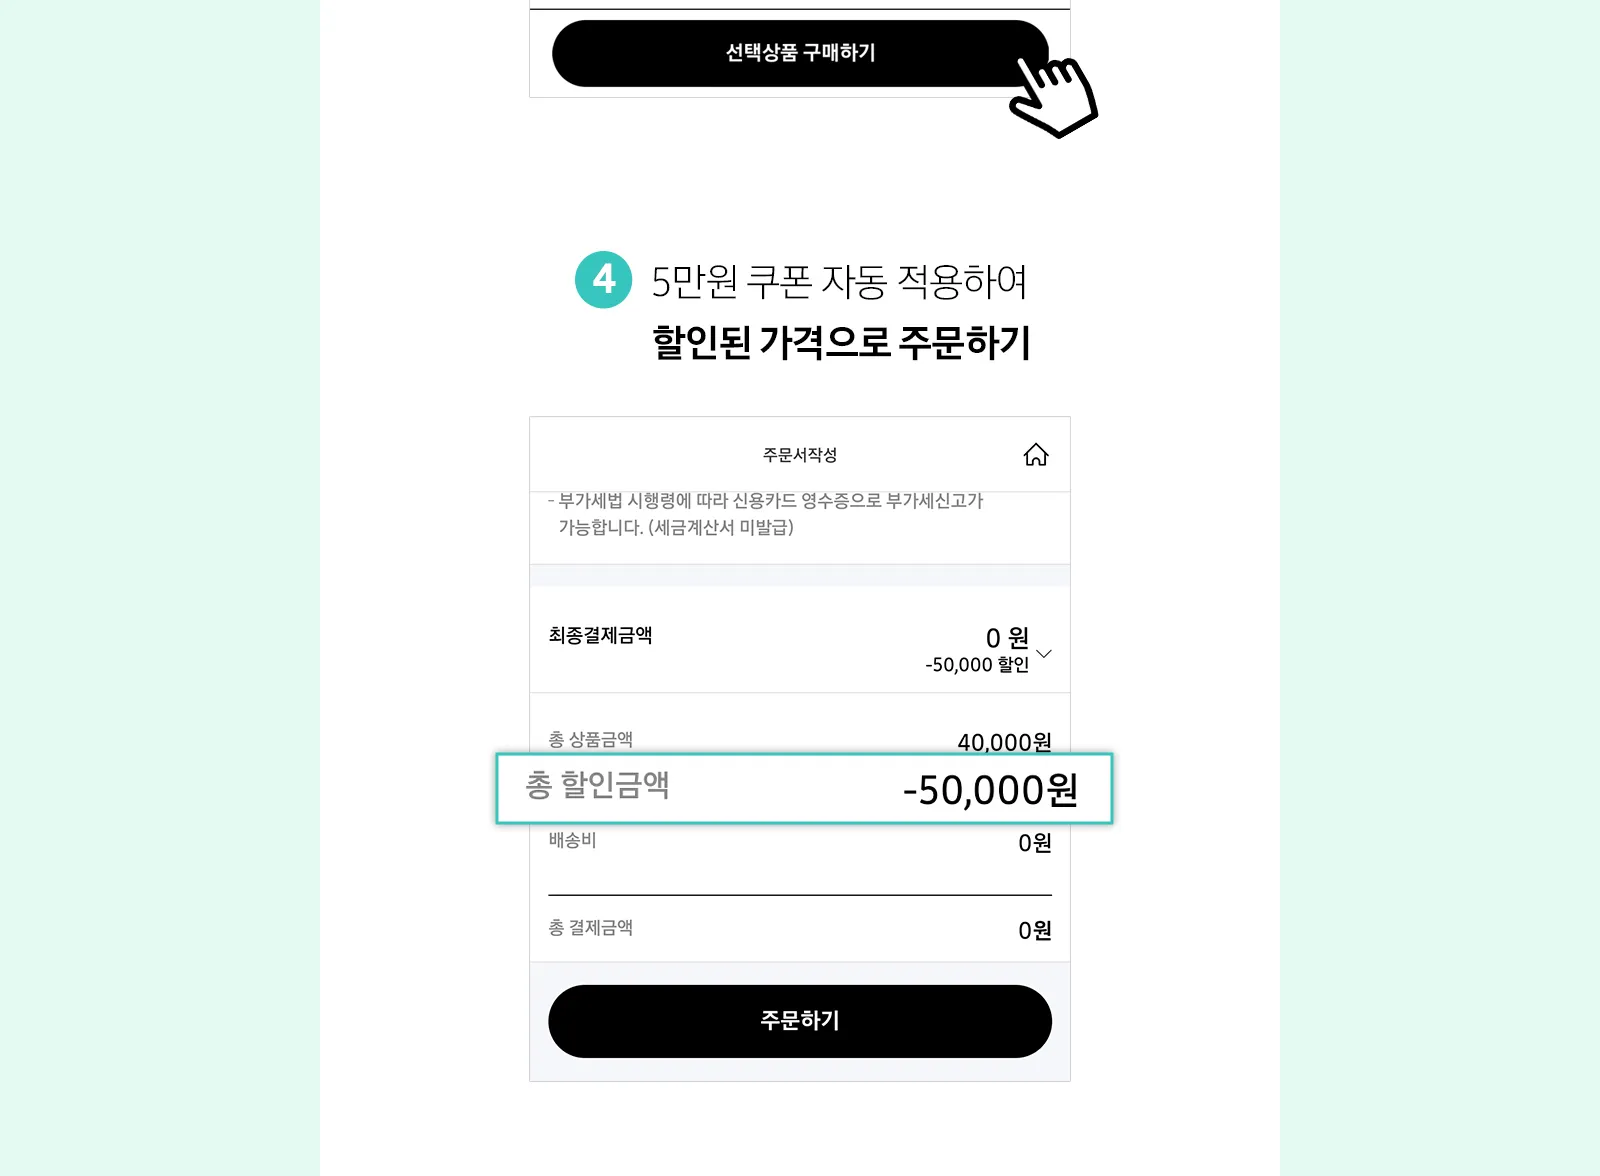 선택상품 구매하기
4 5만원 쿠폰 자동 적용하여
할인된 가격으로 주문하기
주문서작성
- 부가세법 시행령에 따라 신용카드 영수증으로 부가세신고가
가능합니다. (세금계산서 미발급)
최종결제금액 0 원
-50,000 할인
총 상품금액 40,000원
총 할인금액 -50,000원
배송비 0원
총 결제금액 0원
주문하기